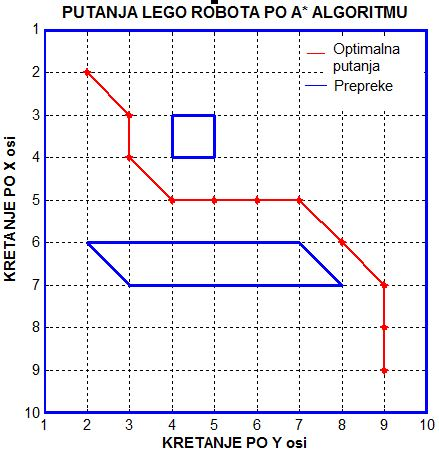 PUTANJA LEGO ROBOTA PO A* ALGORITMU
1
2
3
4
5
6
7
8
9
10
KRETANJE PO X osi
Optimalna
putanja
Prepreke
1 2 3 4 5 6 7 8 9 10
KRETANJE PO Y osi